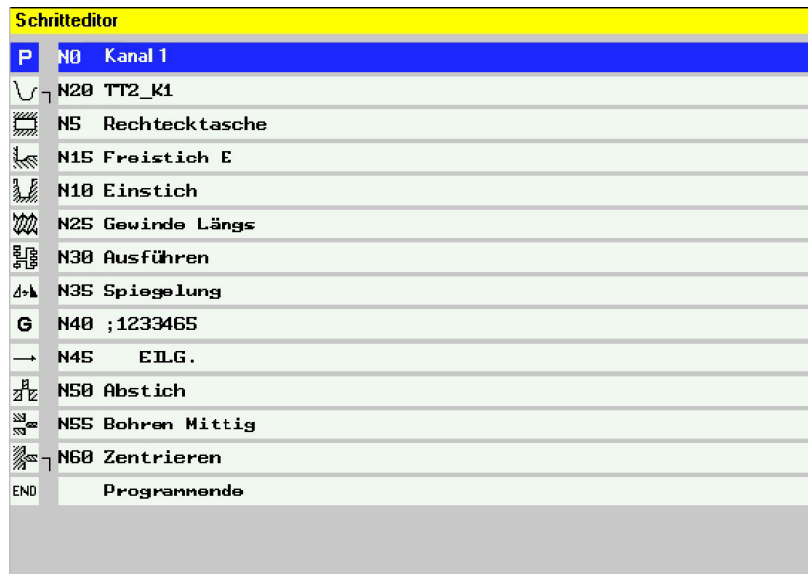 Schritteditor
P N0 Kanal 1
N20 TT2_K1
N5 Rechtecktasche
N15 Freistich E
N10 Einstich
N25 Gewinde Längs
N30 Ausführen
N35 Spiegelung
G N40 ;1233465
N45 EILG.
N50 Abstich
N55 Bohren Mittig
N60 Zentrieren
END Programmende